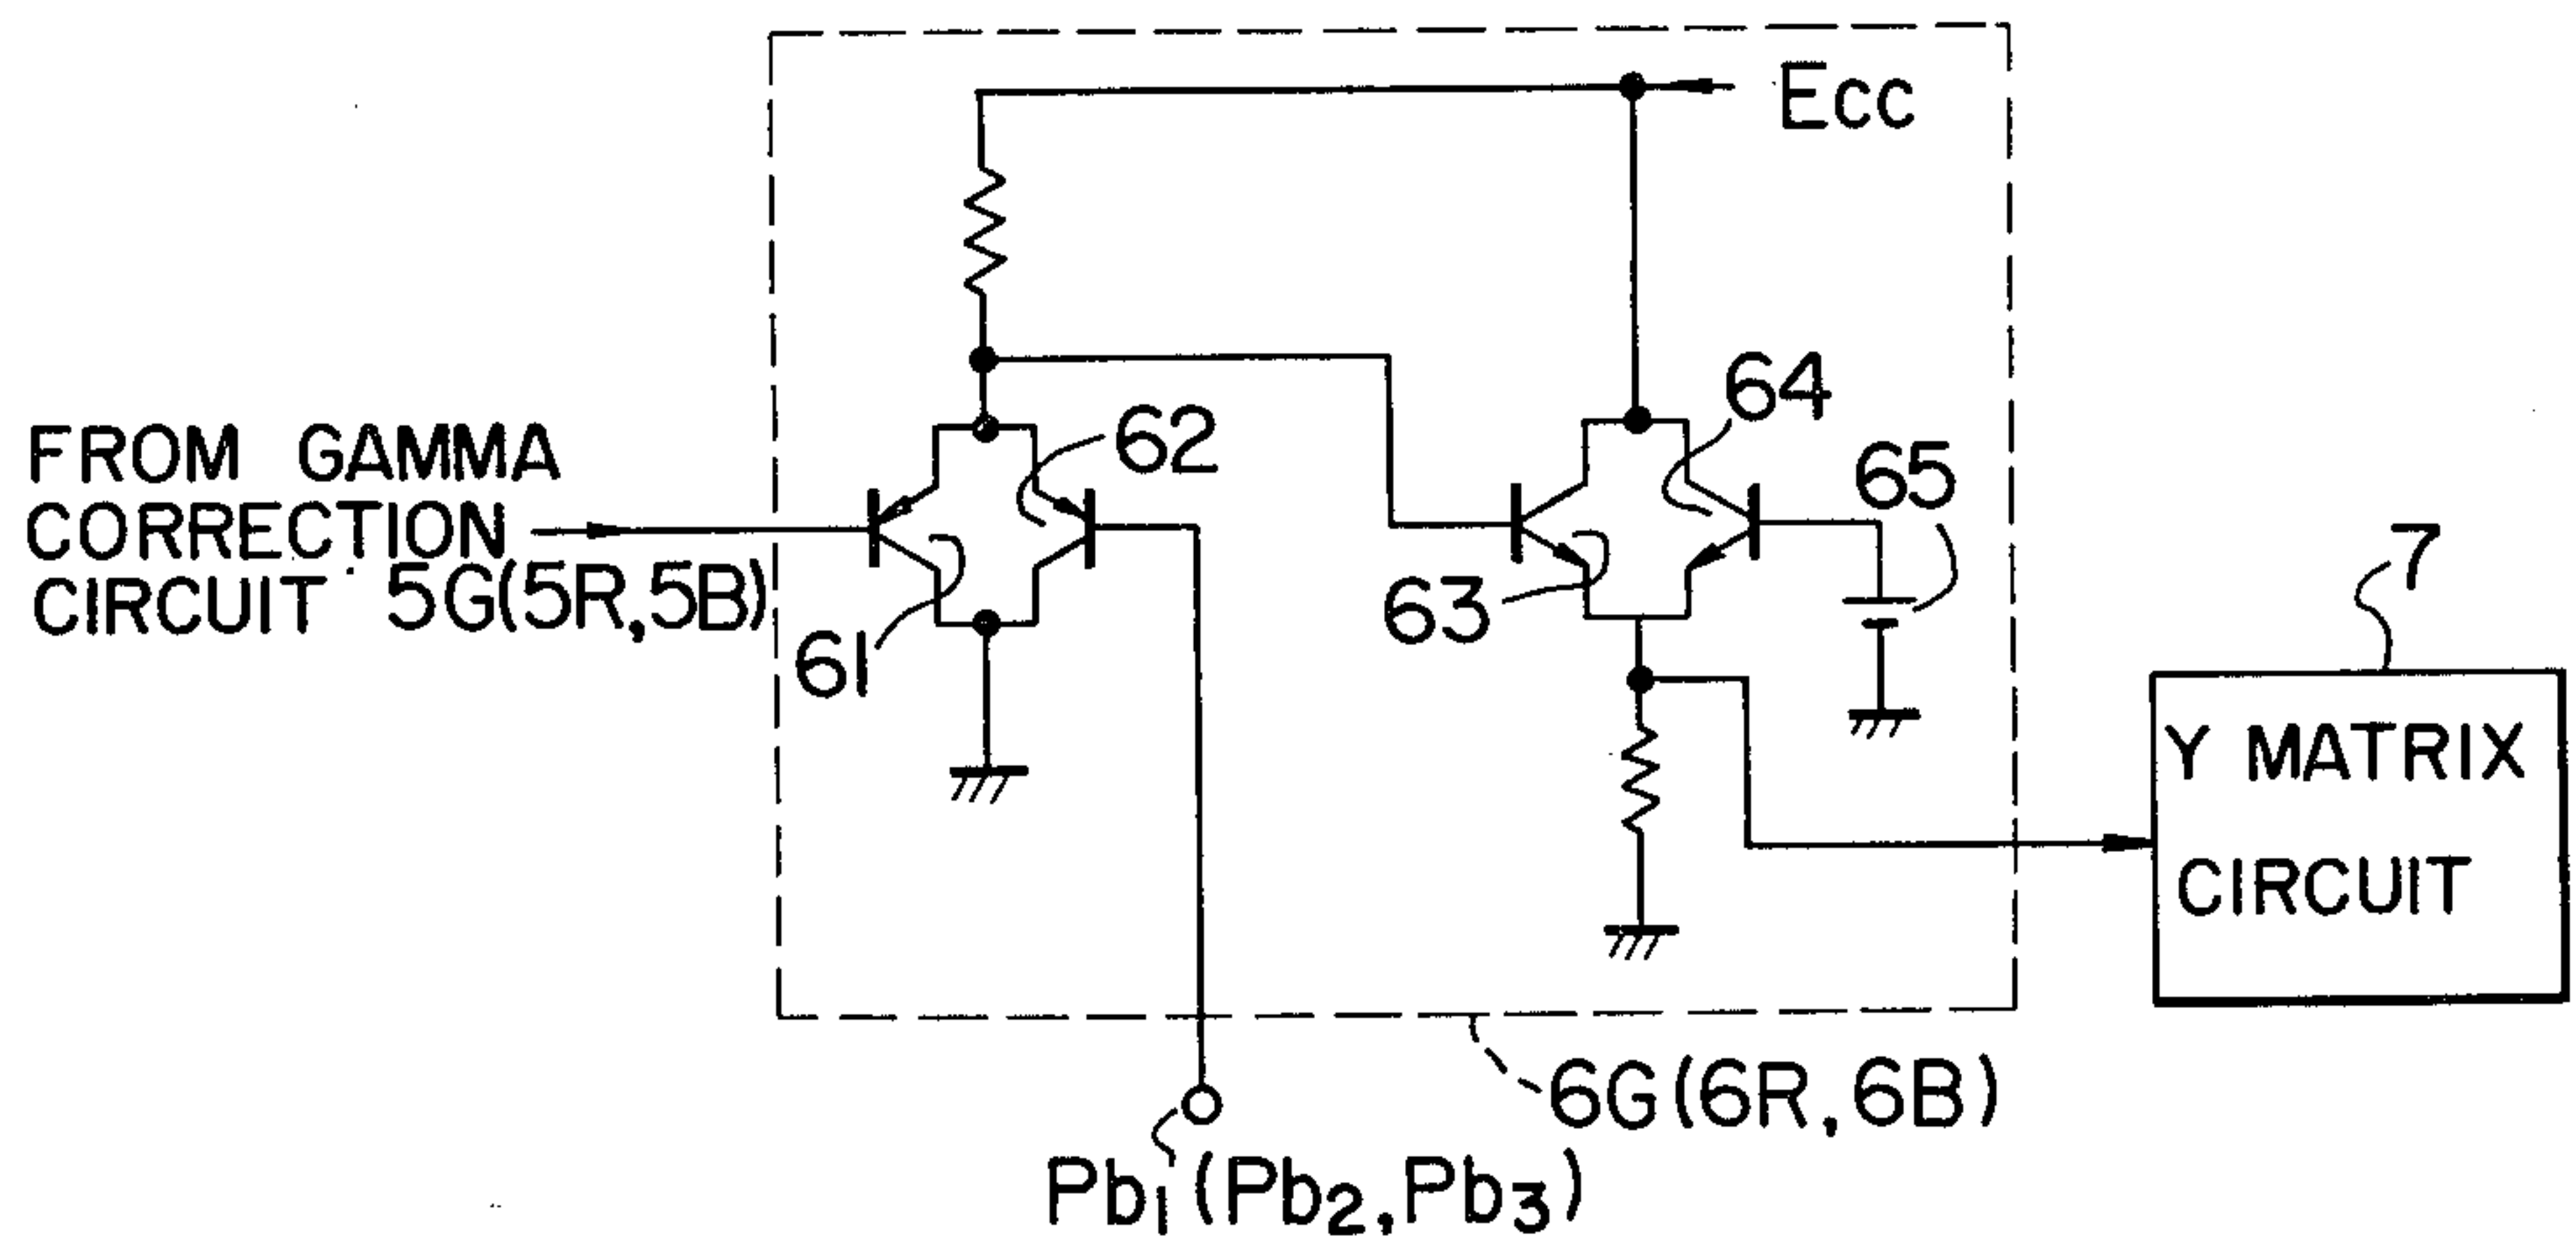 Ecc
64
62
65
FROM GAMMA
CORRECTION
CIRCUIT 5G(5R,5B)
63
61
7
Y MATRIX
CIRCUIT
6G(6R,6B)
Pb1(Pb2,Pb3)